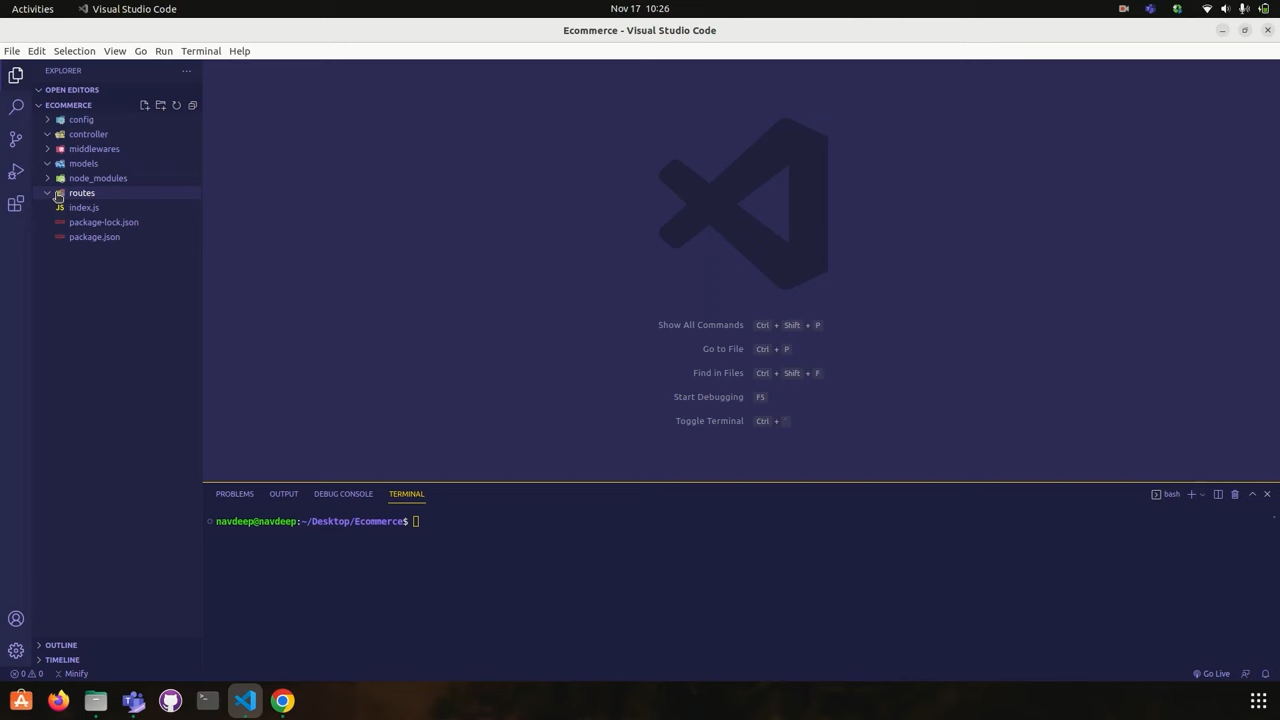 Activities
Visual Studio Code
Nov 17 10:26
Ecommerce - Visual Studio Code
File Edit Selection View Go Run Terminal Help
EXPLORER
OPEN EDITORS
ECOMMERCE
config
controller
middlewares
models
node_modules
routes
JS index.js
package-lock.json
package.json
Show All Commands Ctrl + Shift + P
Go to File Ctrl + P
Find in Files Ctrl + Shift + F
Start Debugging F5
Toggle Terminal Ctrl + `
PROBLEMS OUTPUT DEBUG CONSOLE TERMINAL
bash
navdeep@navdeep:~/Desktop/Ecommerce$
OUTLINE
TIMELINE
0 0 Minify
Go Live